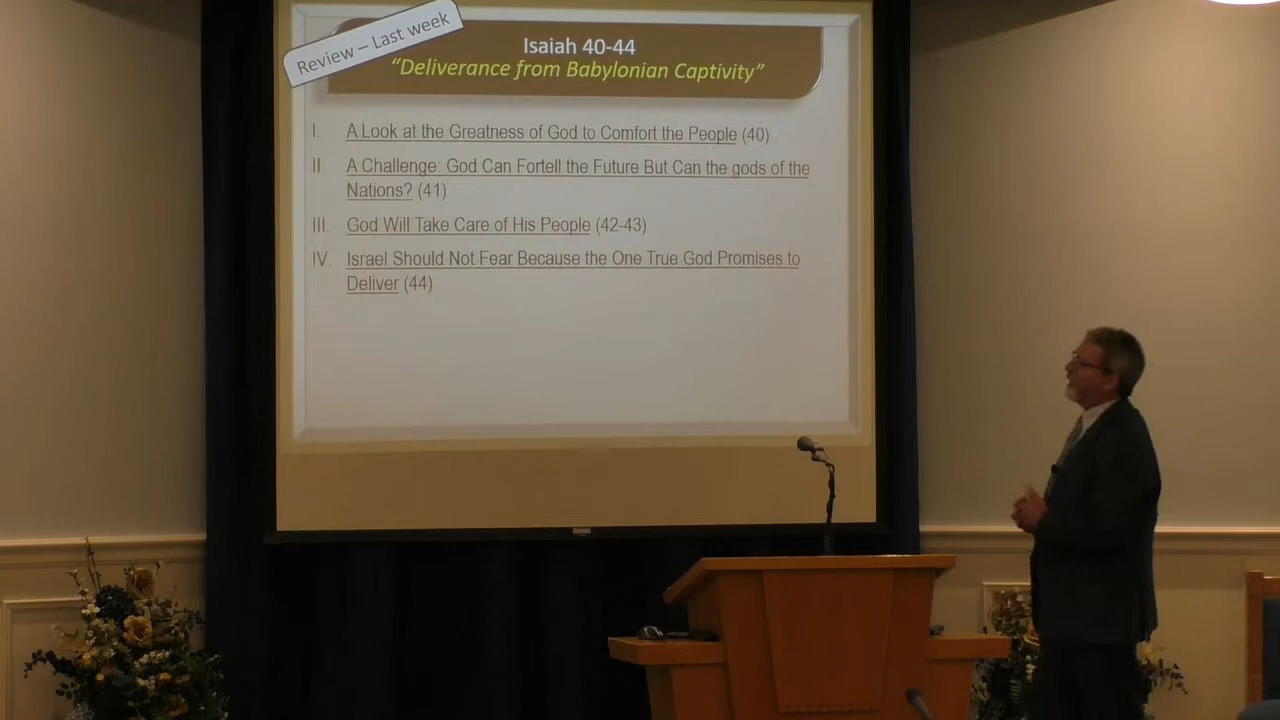 Review – Last week
Isaiah 40-44
“Deliverance from Babylonian Captivity”
I. A Look at the Greatness of God to Comfort the People (40)
II. A Challenge: God Can Fortell the Future But Can the gods of the
Nations? (41)
III. God Will Take Care of His People (42-43)
IV. Israel Should Not Fear Because the One True God Promises to
Deliver (44)